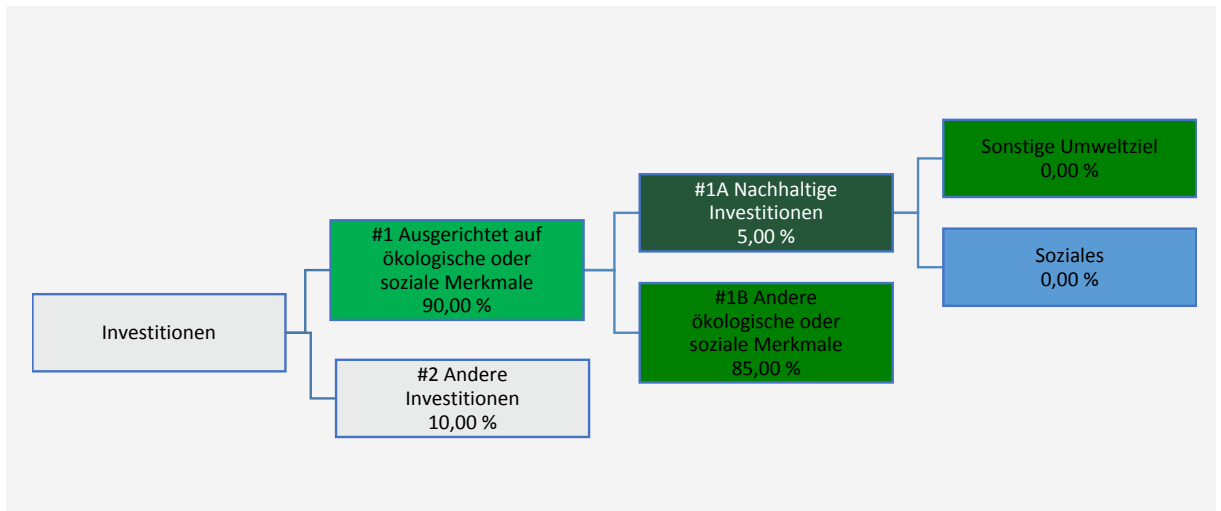 Investitionen
#1 Ausgerichtet auf
ökologische oder
soziale Merkmale
90,00 %
#2 Andere
Investitionen
10,00 %
#1A Nachhaltige
Investitionen
5,00 %
#1B Andere
ökologische oder
soziale Merkmale
85,00 %
Sonstige Umweltziel
0,00 %
Soziales
0,00 %